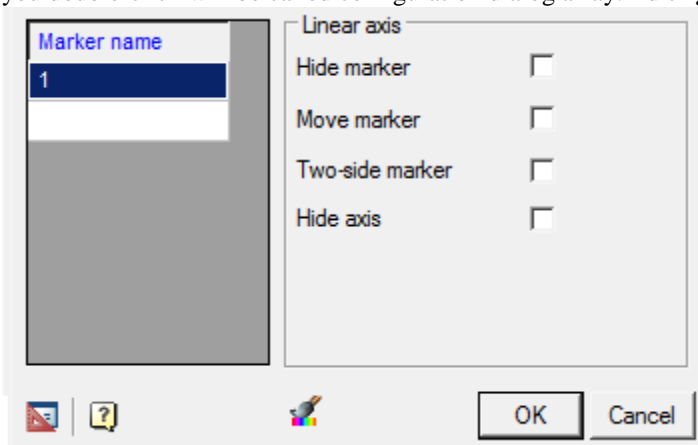 Marker name
1
Linear axis
Hide marker
Move marker
Two-side marker
Hide axis
OK
Cancel